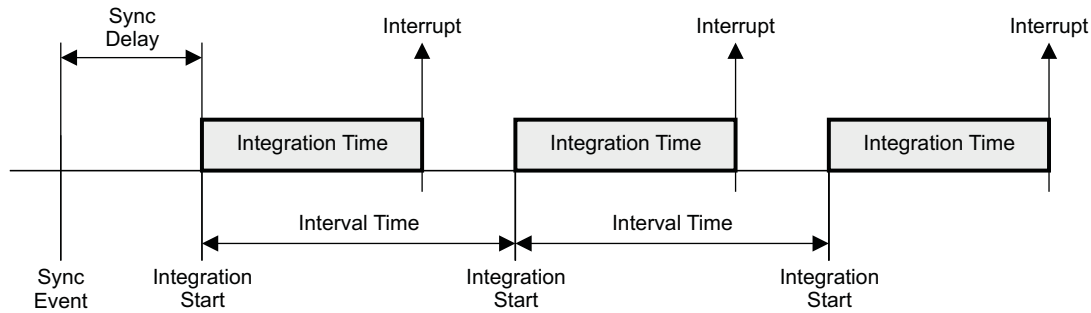 Sync
Delay
Interrupt
Interrupt
Interrupt
Integration Time
Integration Time
Integration Time
Interval Time
Interval Time
Sync
Event
Integration
Start
Integration
Start
Integration
Start